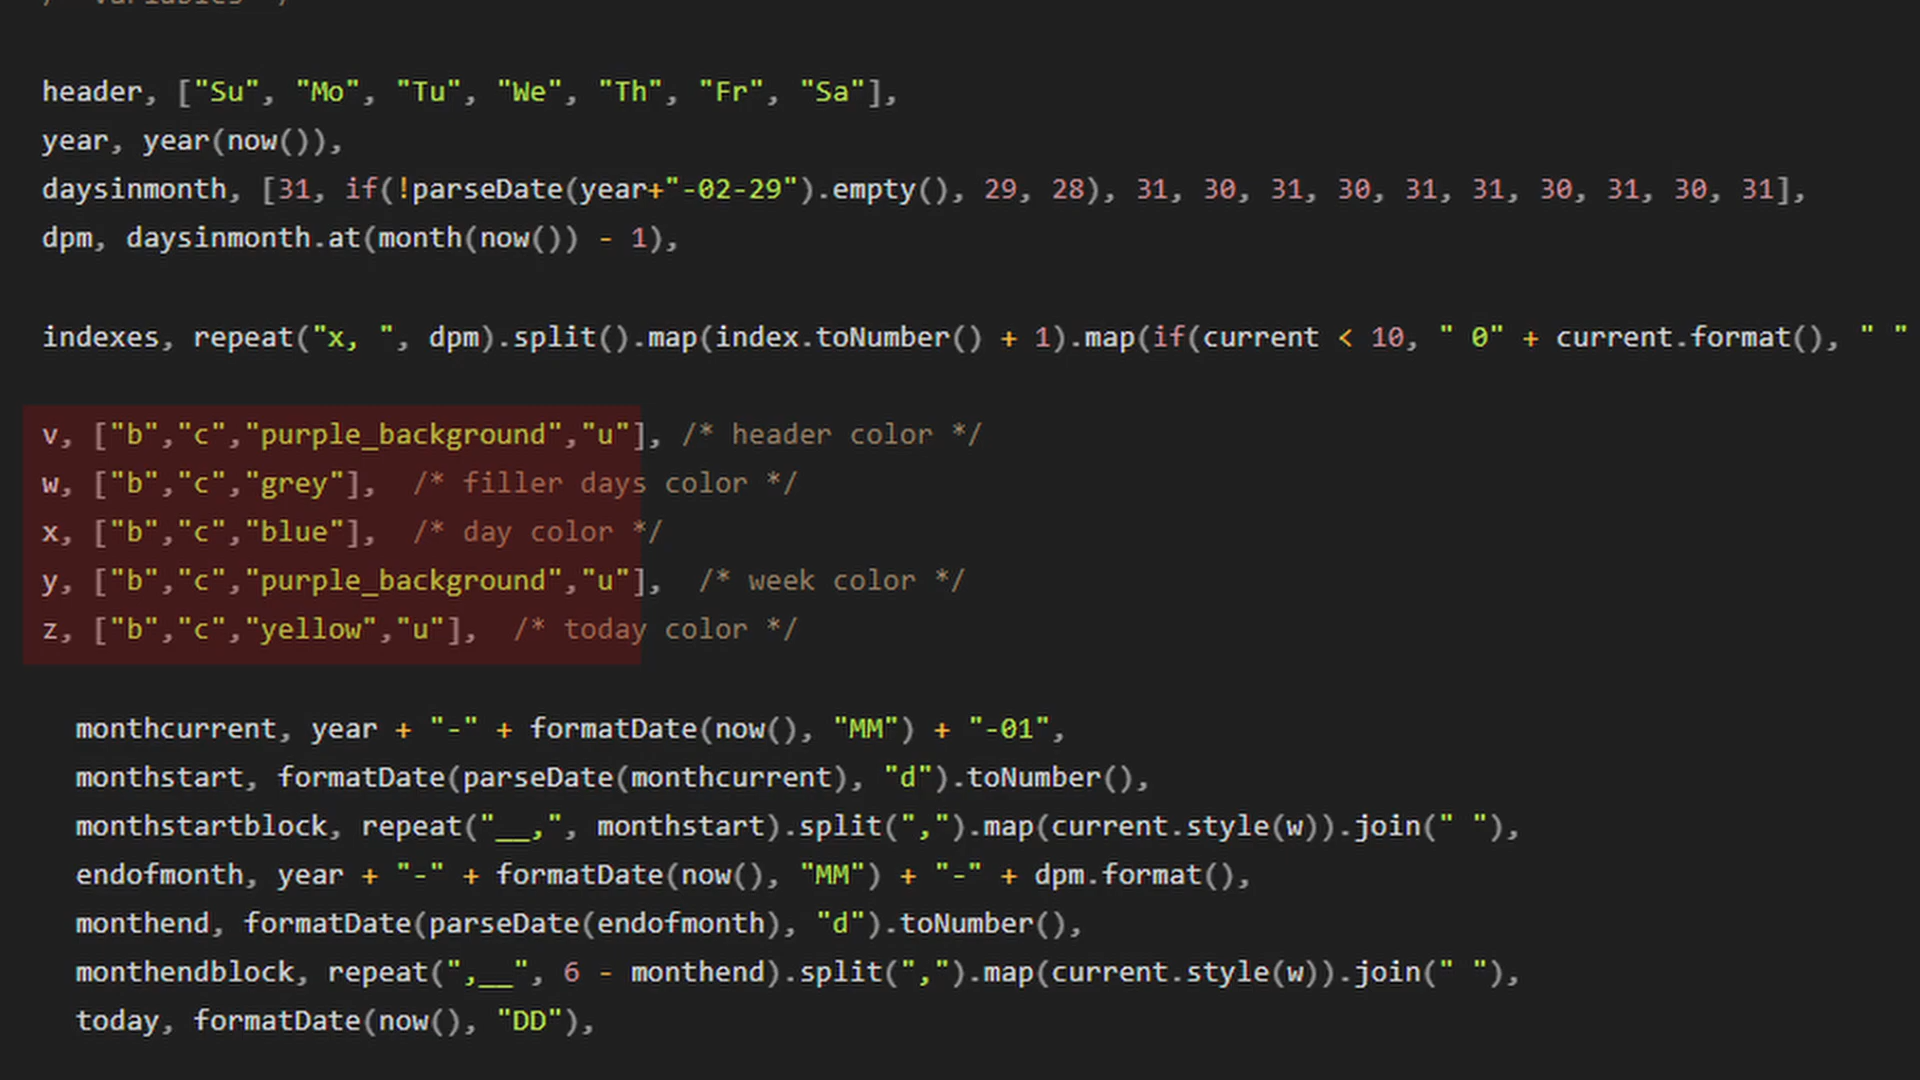 header, ["Su", "Mo", "Tu", "We", "Th", "Fr", "Sa"],
year, year(now()),
daysinmonth, [31, if(!parseDate(year+"-02-29").empty(), 29, 28), 31, 30, 31, 30, 31, 31, 30, 31, 30, 31],
dpm, daysinmonth.at(month(now()) - 1),
indexes, repeat("x, ", dpm).split().map(index.toNumber() + 1).map(if(current < 10, " 0" + current.format(), " "
v, ["b","c","purple_background","u"], /* header color */
w, ["b","c","grey"],  /* filler days color */
x, ["b","c","blue"],  /* day color */
y, ["b","c","purple_background","u"],  /* week color */
z, ["b","c","yellow","u"],  /* today color */
monthcurrent, year + "-" + formatDate(now(), "MM") + "-01",
monthstart, formatDate(parseDate(monthcurrent), "d").toNumber(),
monthstartblock, repeat("__,", monthstart).split(",").map(current.style(w)).join(" "),
endofmonth, year + "-" + formatDate(now(), "MM") + "-" + dpm.format(),
monthend, formatDate(parseDate(endofmonth), "d").toNumber(),
monthendblock, repeat(",__", 6 - monthend).split(",").map(current.style(w)).join(" "),
today, formatDate(now(), "DD"),